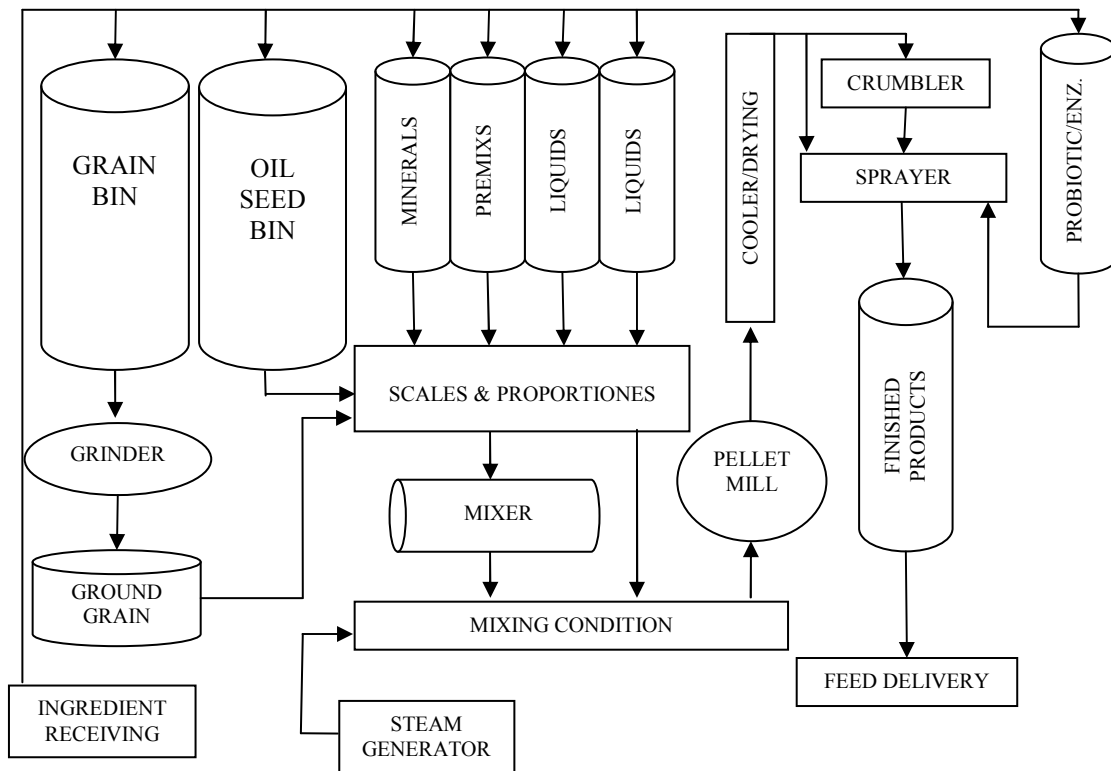 GRAIN
BIN
OIL
SEED
BIN
MINERALS
PREMIXS
LIQUIDS
LIQUIDS
COOLER/DRYING
CRUMBLER
SPRAYER
PROBIOTIC/ENZ.
SCALES & PROPORTIONES
GRINDER
MIXER
PELLET
MILL
FINISHED
PRODUCTS
GROUND
GRAIN
MIXING CONDITION
INGREDIENT
RECEIVING
STEAM
GENERATOR
FEED DELIVERY